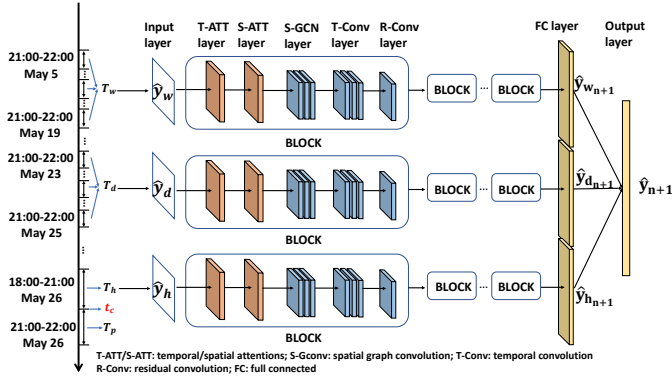 Input layer
T-ATT layer
S-ATT layer
S-GCN layer
T-Conv layer
R-Conv layer
FC layer
Output layer
21:00-22:00
May 5
T_w
21:00-22:00
May 19
ŷ_w
BLOCK
BLOCK
...
BLOCK
ŷ_{w_{n+1}}
...
21:00-22:00
May 23
T_d
21:00-22:00
May 25
ŷ_d
BLOCK
BLOCK
...
BLOCK
ŷ_{d_{n+1}}
ŷ_{n+1}
...
18:00-21:00
May 26
T_h
t_c
21:00-22:00
May 26
T_p
ŷ_h
BLOCK
BLOCK
...
BLOCK
ŷ_{h_{n+1}}
T-ATT/S-ATT: temporal/spatial attentions; S-Gconv: spatial graph convolution; T-Conv: temporal convolution
R-Conv: residual convolution; FC: full connected